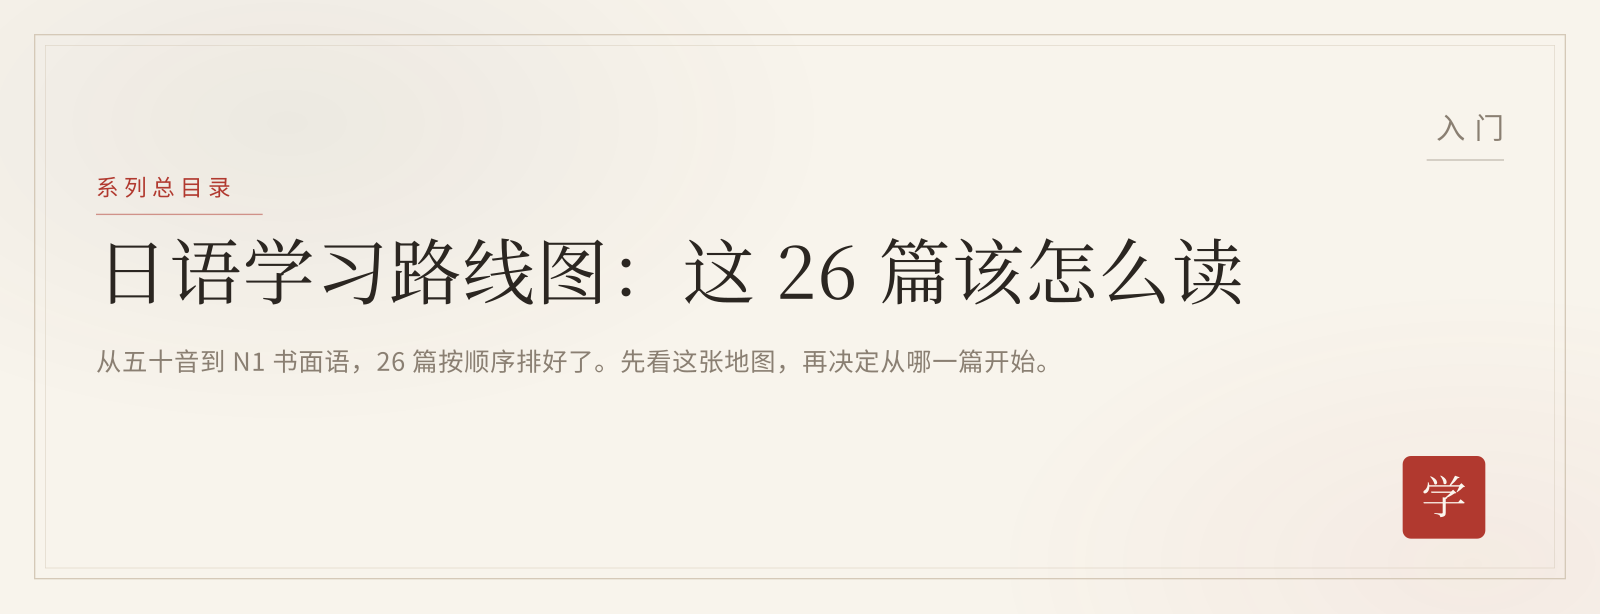 入门
系列总目录
日语学习路线图：这 26 篇该怎么读
从五十音到 N1 书面语，26 篇按顺序排好了。先看这张地图，再决定从哪一篇开始。
学